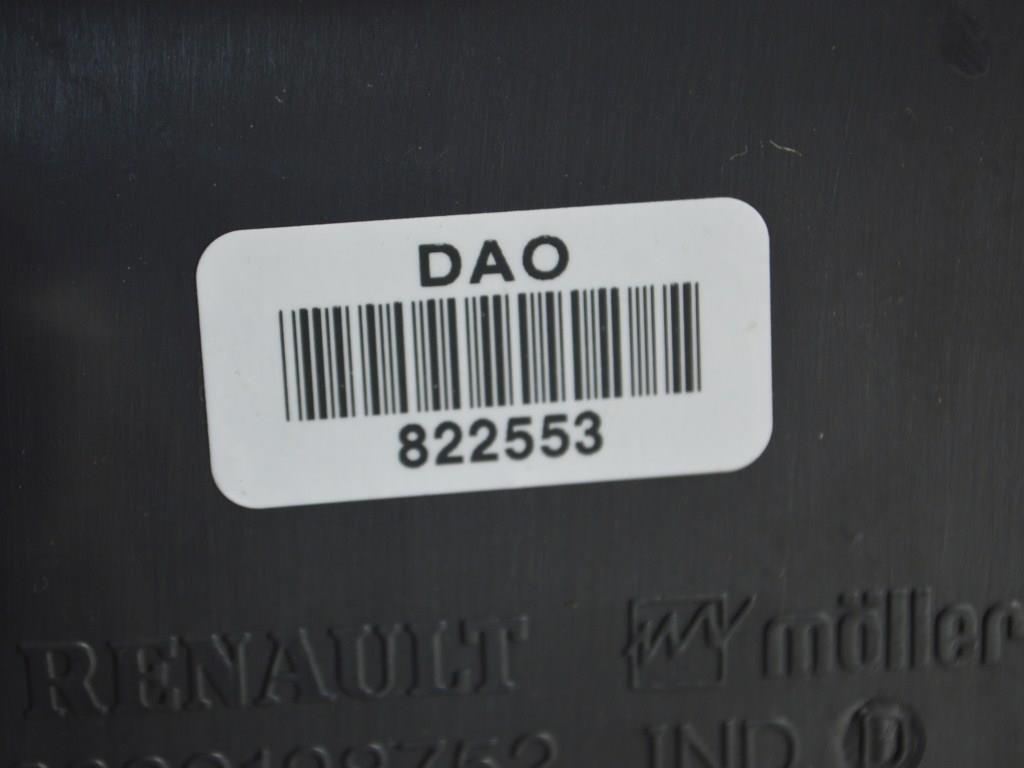 DAO
822553
RENAULT möller
IND D